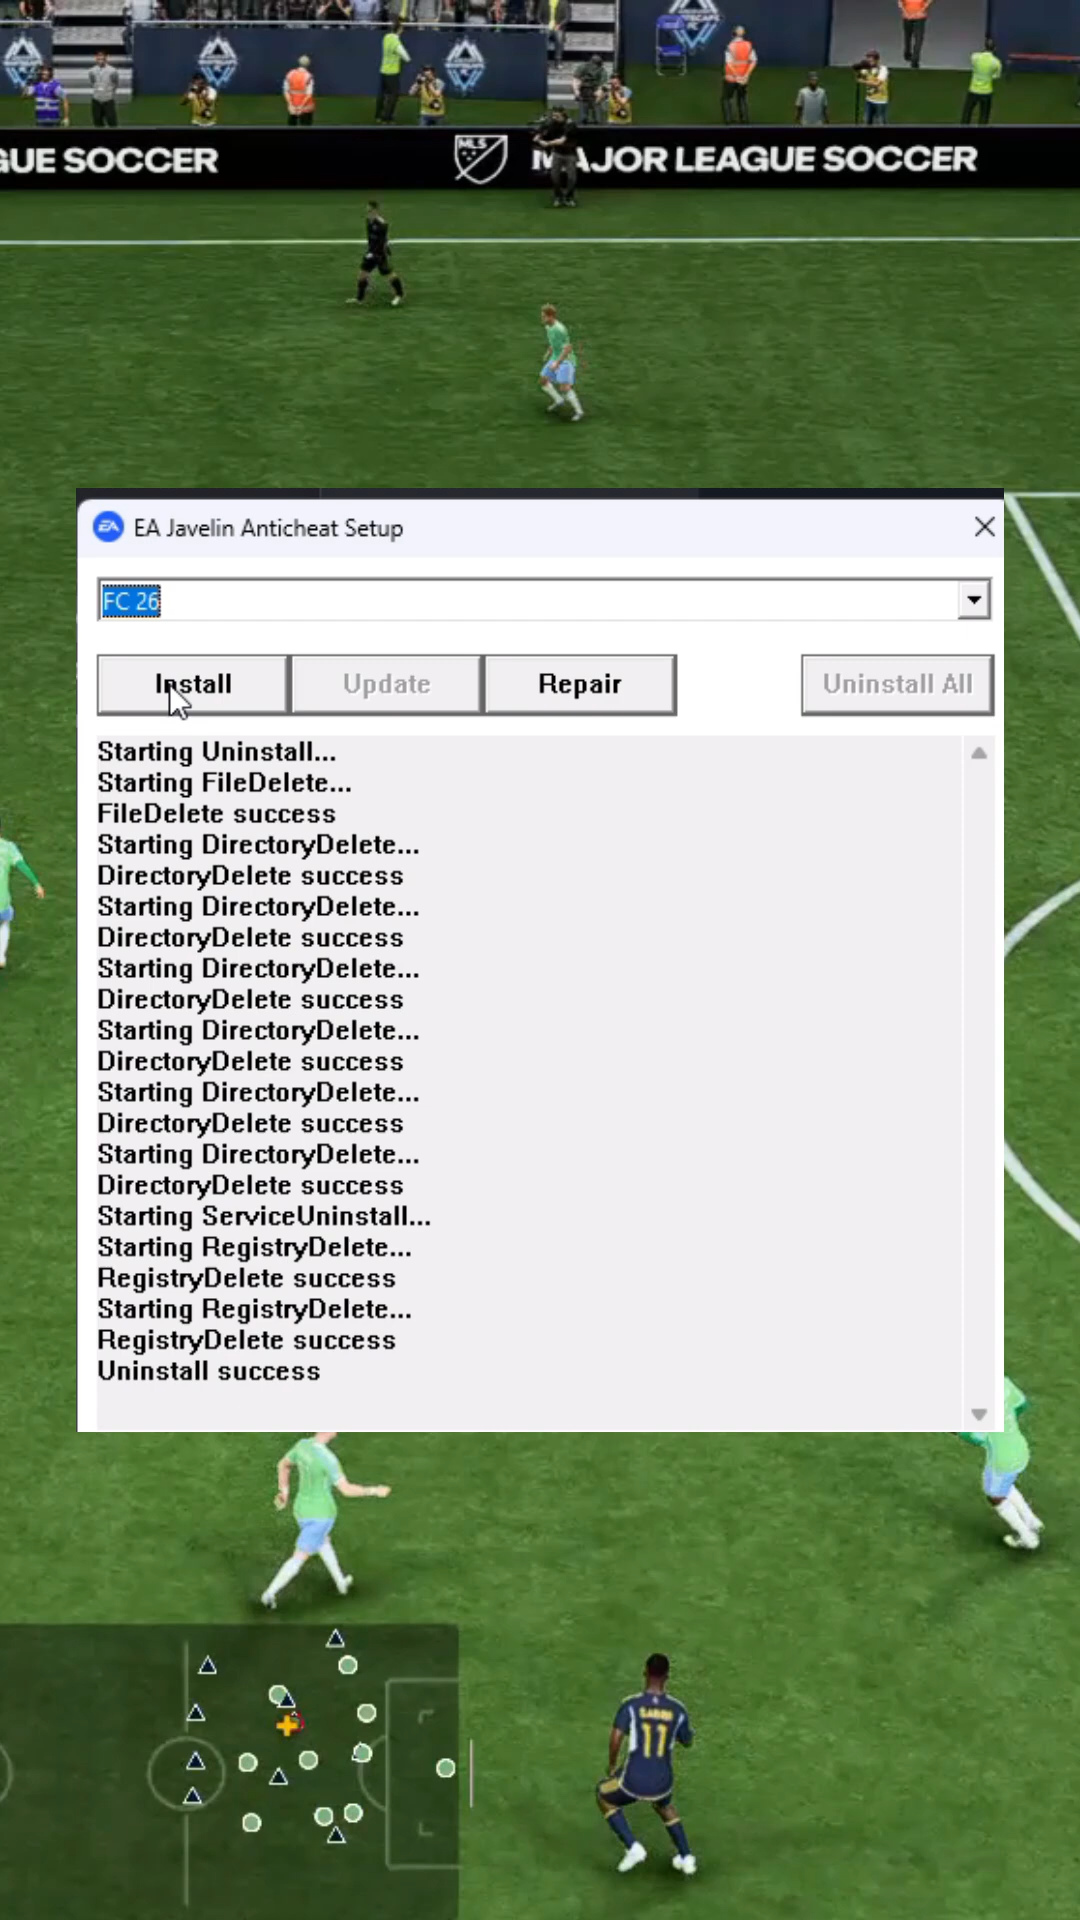 GUE SOCCER
MLS
MAJOR LEAGUE SOCCER
EA Javelin Anticheat Setup
FC 26
Install
Update
Repair
Uninstall All
Starting Uninstall...
Starting FileDelete...
FileDelete success
Starting DirectoryDelete...
DirectoryDelete success
Starting DirectoryDelete...
DirectoryDelete success
Starting DirectoryDelete...
DirectoryDelete success
Starting DirectoryDelete...
DirectoryDelete success
Starting DirectoryDelete...
DirectoryDelete success
Starting DirectoryDelete...
DirectoryDelete success
Starting ServiceUninstall...
Starting RegistryDelete...
RegistryDelete success
Starting RegistryDelete...
RegistryDelete success
Uninstall success
11